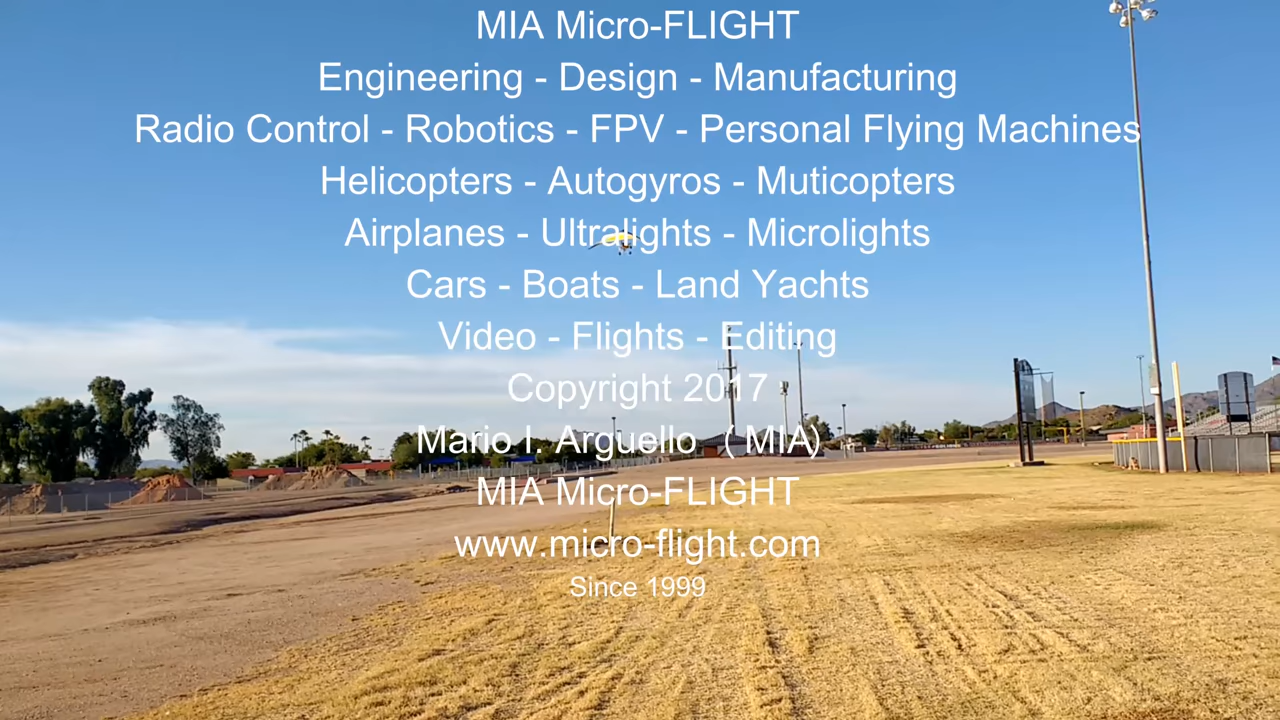 MIA Micro-FLIGHT
Engineering - Design - Manufacturing
Radio Control - Robotics - FPV - Personal Flying Machines
Helicopters - Autogyros - Muticopters
Airplanes - Ultralights - Microlights
Cars - Boats - Land Yachts
Video - Flights - Editing
Copyright 2017
Mario I. Arguello ( MIA)
MIA Micro-FLIGHT
www.micro-flight.com
Since 1999